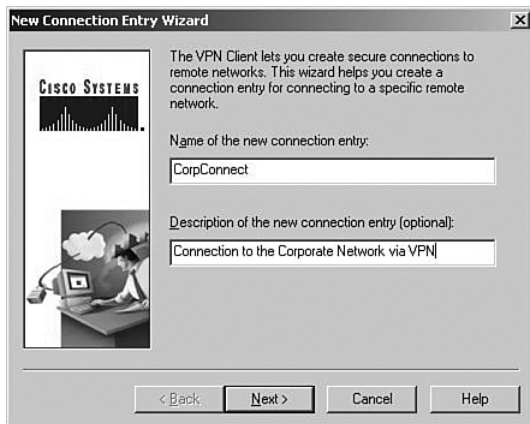 New Connection Entry Wizard
CISCO SYSTEMS
The VPN Client lets you create secure connections to
remote networks. This wizard helps you create a
connection entry for connecting to a specific remote
network.
Name of the new connection entry:
CorpConnect
Description of the new connection entry (optional):
Connection to the Corporate Network via VPN
< Back
Next >
Cancel
Help